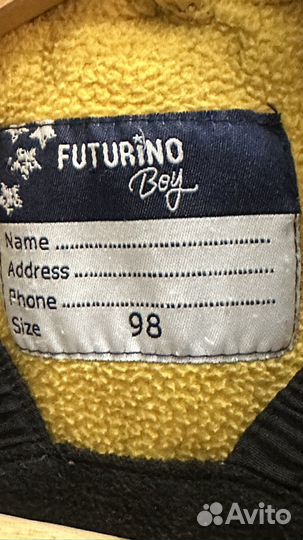 FUTURINO
Boy
Name ........................................
Address ...................................
Phone .....................................
Size 98
Avito